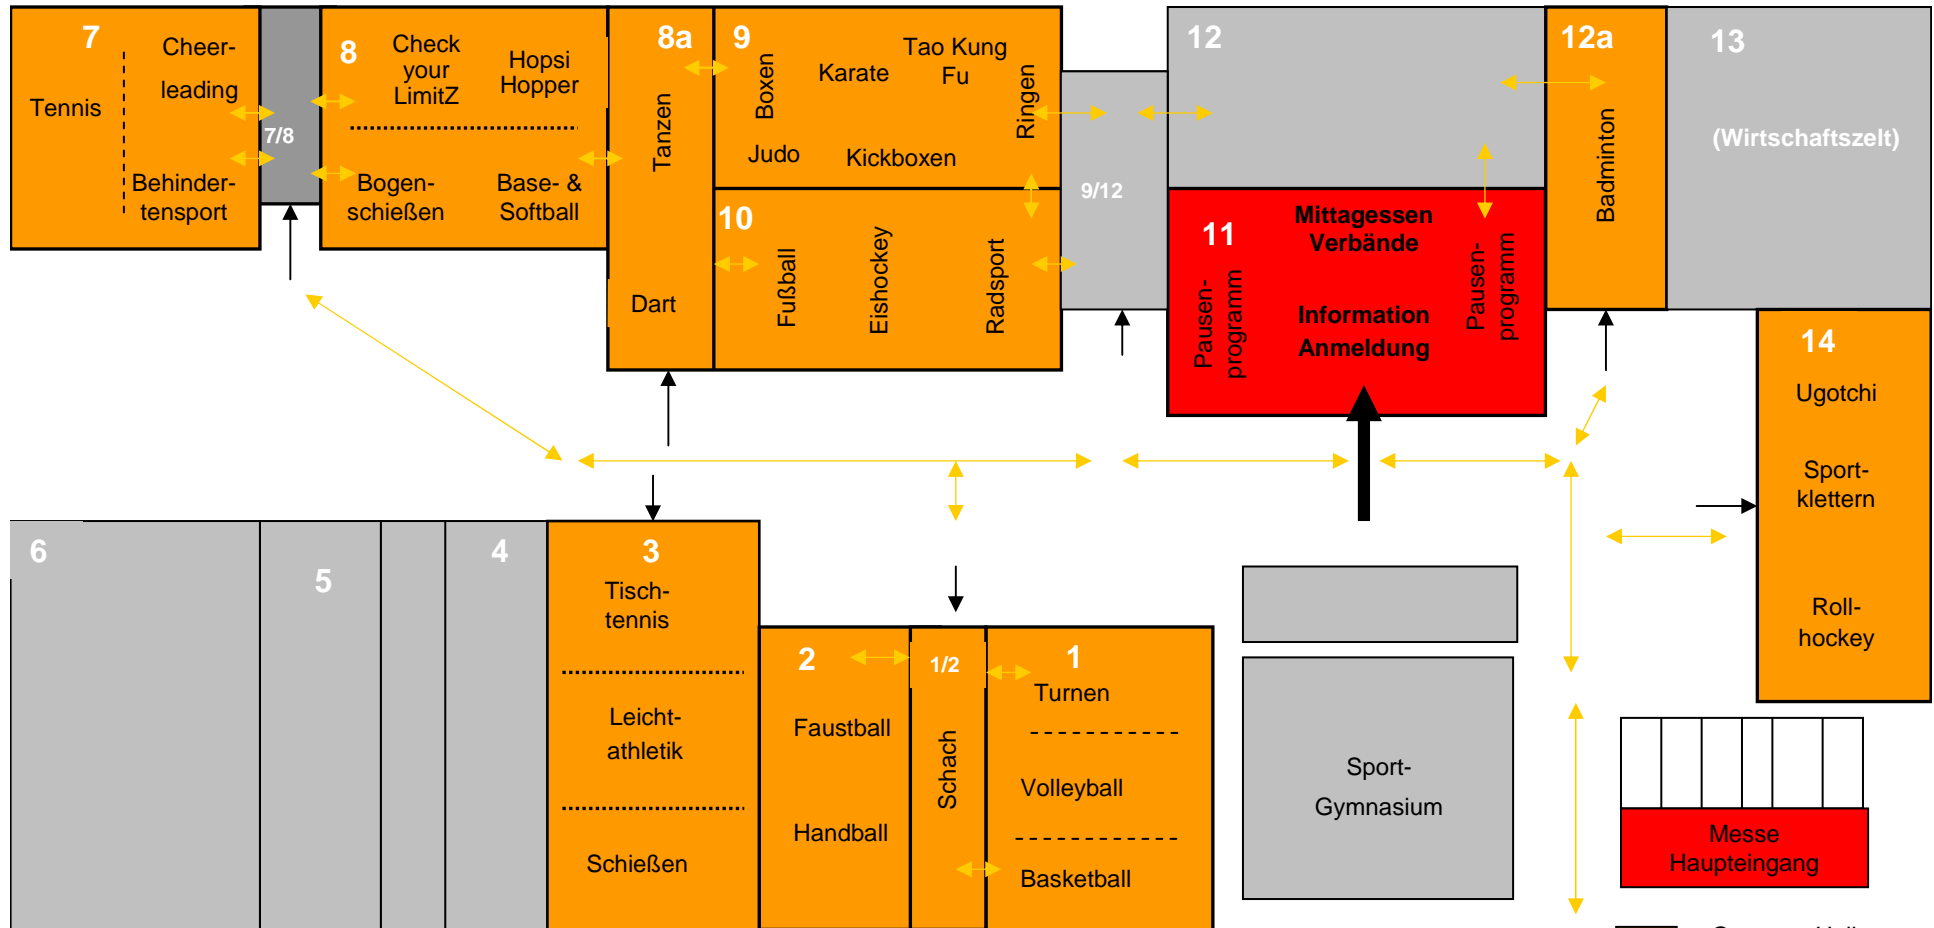 7
Cheer-
leading
Tennis
Behinder-
tensport
7/8
8
Check
your
LimitZ
Hopsi
Hopper
Bogen-
schießen
Base- &
Softball
8a
Tanzen
Dart
9
Boxen
Karate
Tao Kung
Fu
Ringen
Judo
Kickboxen
10
Fußball
Eishockey
Radsport
9/12
12
11
Mittagessen
Verbände
Pausen-
programm
Information
Anmeldung
Pausen-
programm
12a
Badminton
13
(Wirtschaftszelt)
14
Ugotchi
Sport-
klettern
Roll-
hockey
6
5
4
3
Tisch-
tennis
Leicht-
athletik
Schießen
2
Faustball
Handball
1/2
Schach
1
Turnen
Volleyball
Basketball
Sport-
Gymnasium
Messe
Haupteingang